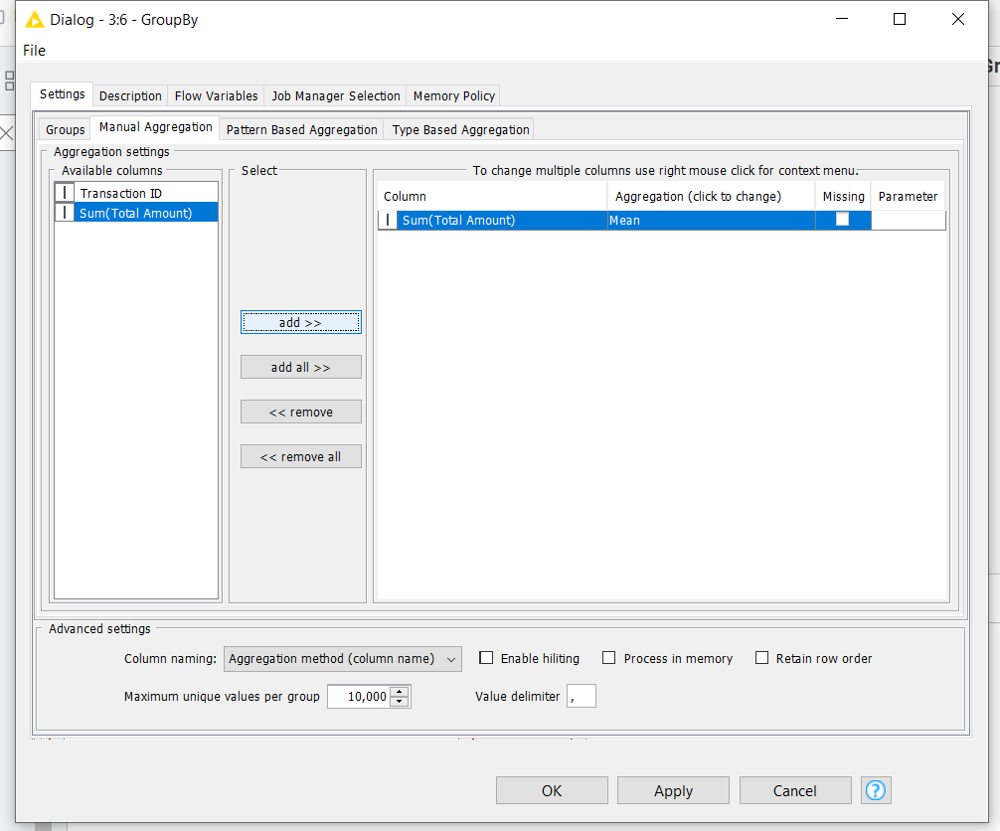 Dialog - 3:6 - GroupBy
File
Settings Description Flow Variables Job Manager Selection Memory Policy
Groups Manual Aggregation Pattern Based Aggregation Type Based Aggregation
Aggregation settings
Available columns
Transaction ID
Sum(Total Amount)
Select
add >>
add all >>
<< remove
<< remove all
To change multiple columns use right mouse click for context menu.
Column Aggregation (click to change) Missing Parameter
Sum(Total Amount) Mean
Advanced settings
Column naming: Aggregation method (column name) Enable hiliting Process in memory Retain row order
Maximum unique values per group 10,000 Value delimiter ,
OK Apply Cancel ?